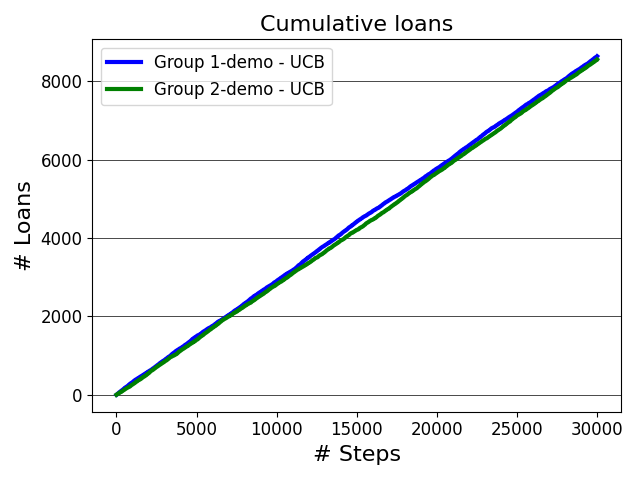 Cumulative loans
Group 1-demo - UCB
Group 2-demo - UCB
# Loans
8000
6000
4000
2000
0
0 5000 10000 15000 20000 25000 30000
# Steps